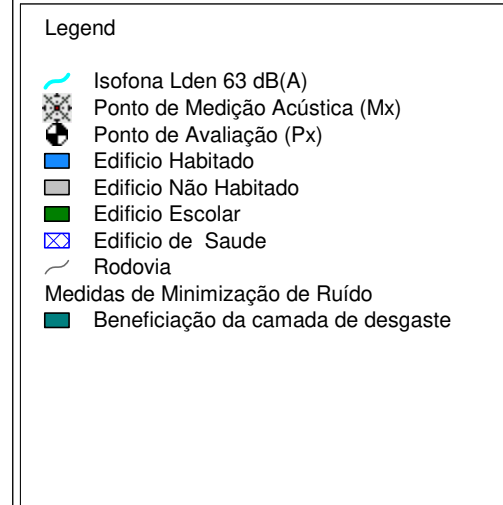 Legend
Isofona Lden 63 dB(A)
Ponto de Medição Acústica (Mx)
Ponto de Avaliação (Px)
Edificio Habitado
Edificio Não Habitado
Edificio Escolar
Edificio de Saude
Rodovia
Medidas de Minimização de Ruído
Beneficiação da camada de desgaste